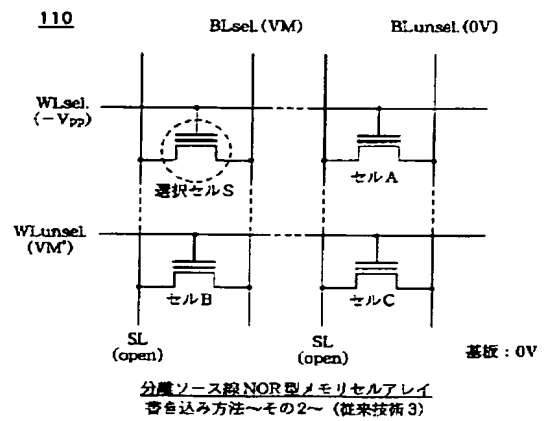 110
BLsel.(VM) BLunsel.(0V)
WLsel.
(-VPP)
選択セルS セルA
WLunsel.
(VM*)
セルB セルC
SL
(open)
SL
(open)
基板:0V
分離ソース線NOR型メモリセルアレイ
書き込み方法~その2~(従来技術3)